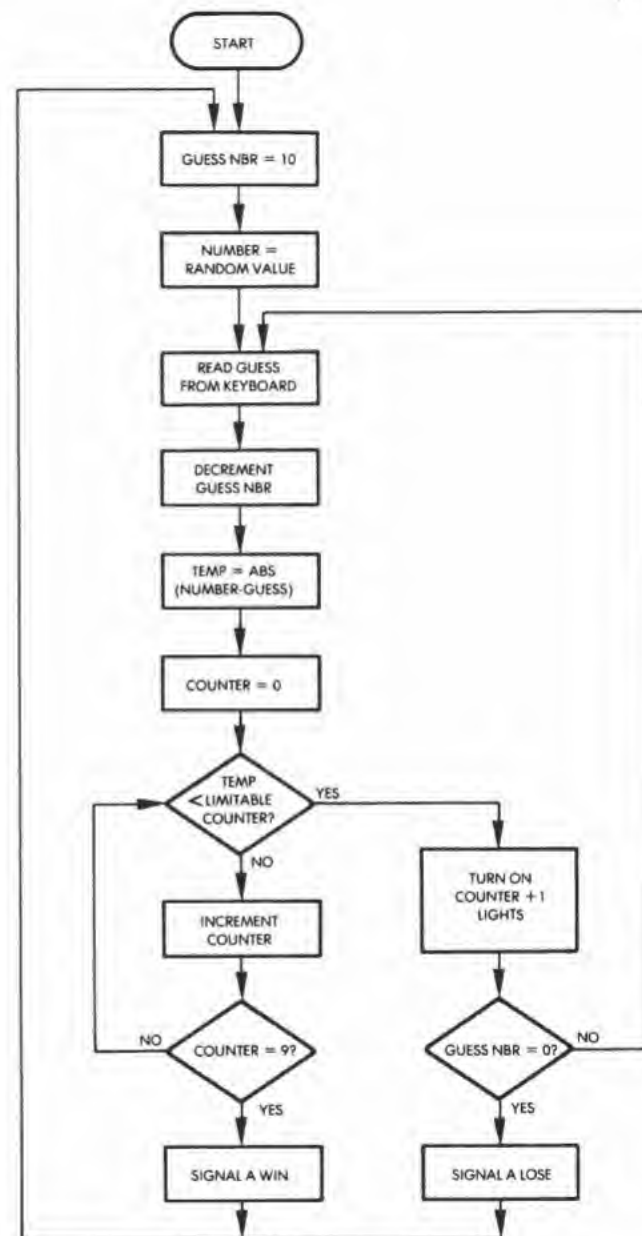 START
GUESS NBR = 10
NUMBER =
RANDOM VALUE
READ GUESS
FROM KEYBOARD
DECREMENT
GUESS NBR
TEMP = ABS
(NUMBER-GUESS)
COUNTER = 0
TEMP
< LIMITABLE
COUNTER?
YES
NO
INCREMENT
COUNTER
TURN ON
COUNTER +1
LIGHTS
NO
COUNTER = 9?
GUESS NBR = 0?
NO
YES
YES
SIGNAL A WIN
SIGNAL A LOSE